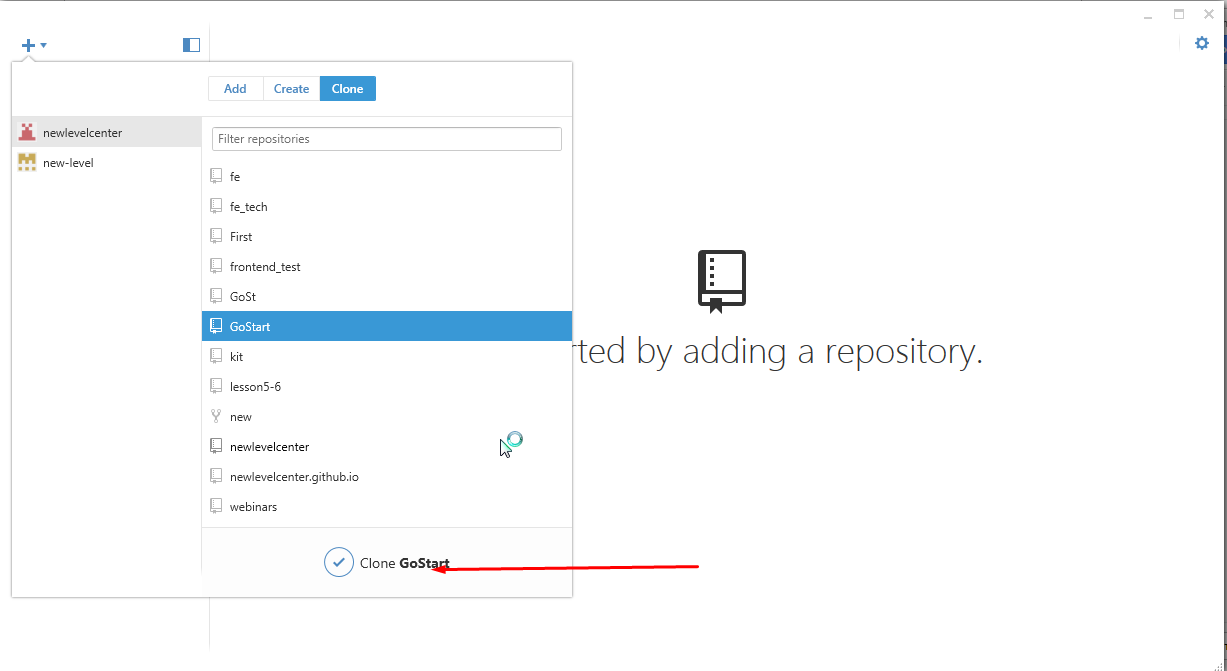 Add Create Clone
newlevelcenter
new-level
Filter repositories
fe
fe_tech
First
frontend_test
GoSt
GoStart
kit
lesson5-6
new
newlevelcenter
newlevelcenter.github.io
webinars
Clone GoStart
rted by adding a repository.